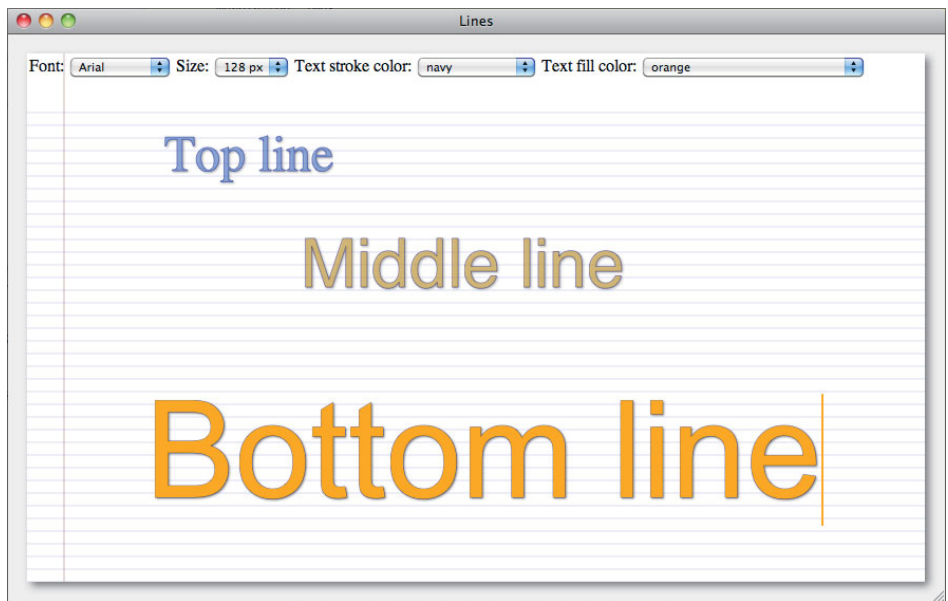 Lines
Font: Arial Size: 128 px Text stroke color: navy Text fill color: orange
Top line
Middle line
Bottom line